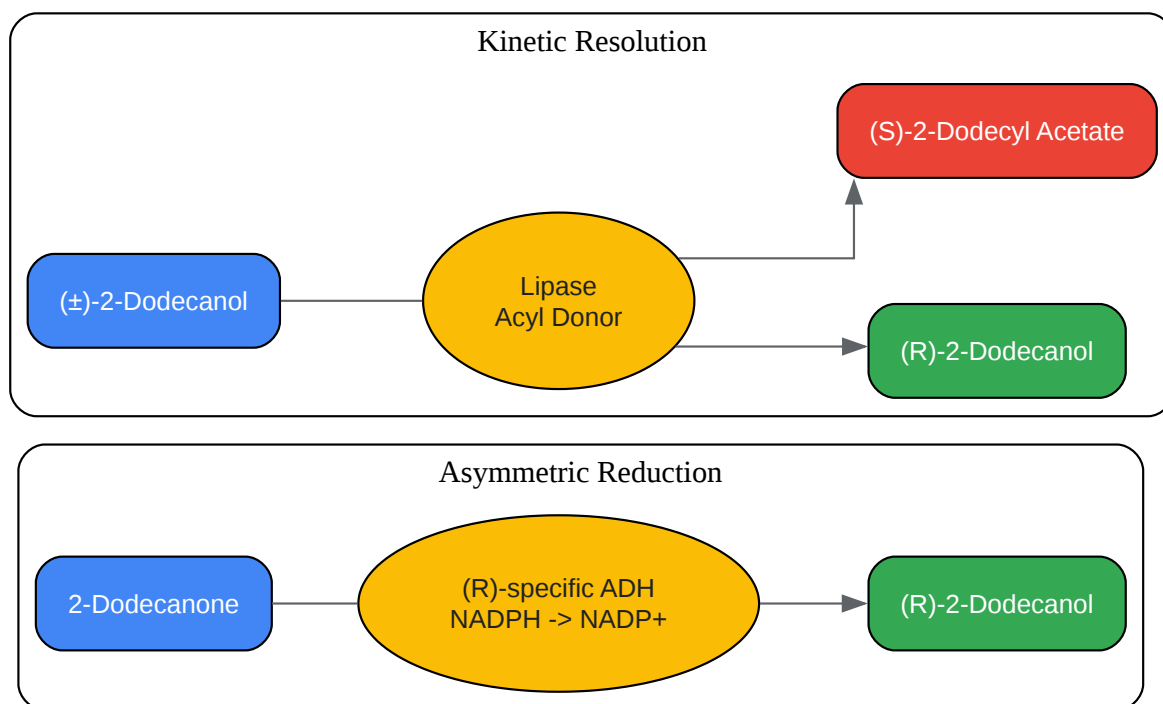 Kinetic Resolution
(S)-2-Dodecyl Acetate
(±)-2-Dodecanol
Lipase
Acyl Donor
(R)-2-Dodecanol
Asymmetric Reduction
2-Dodecanone
(R)-specific ADH
NADPH -> NADP+
(R)-2-Dodecanol